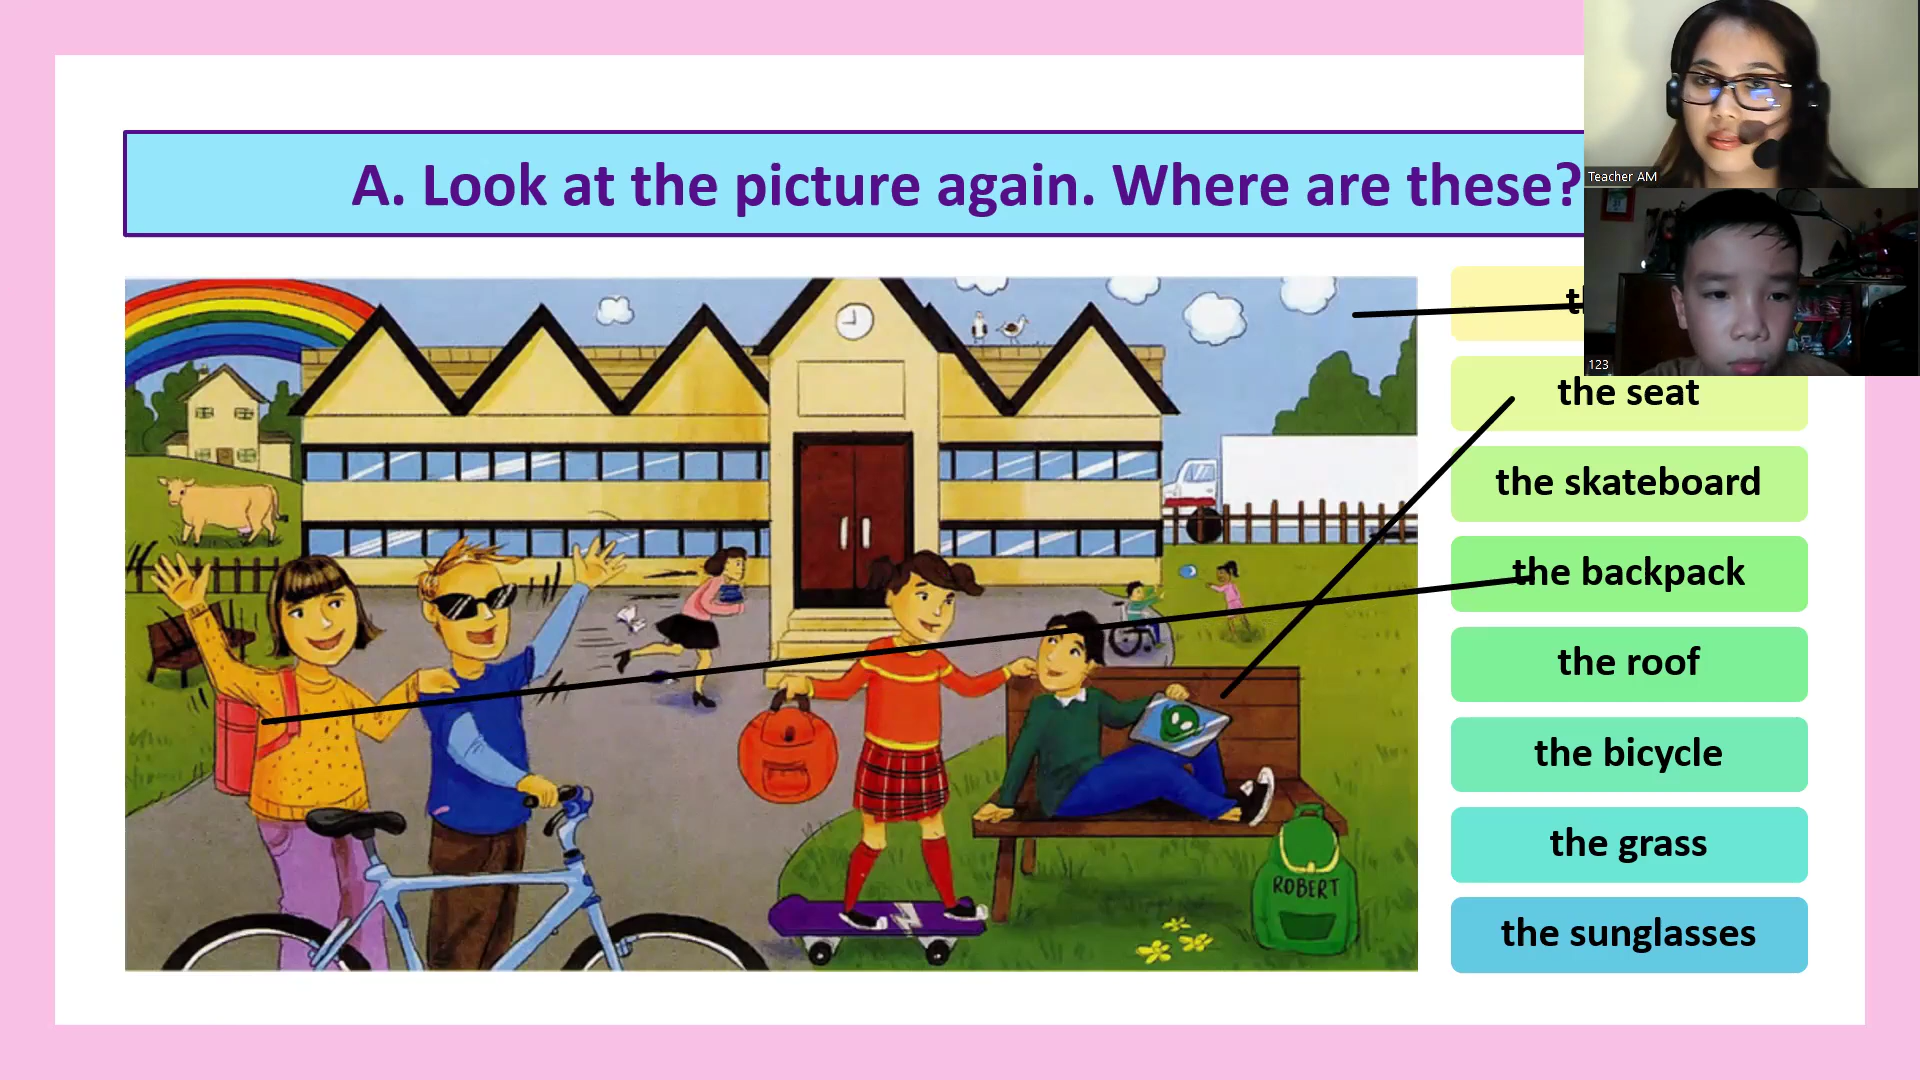 A. Look at the picture again. Where are these?
Teacher AM
123
the seat
the skateboard
the backpack
the roof
the bicycle
the grass
the sunglasses
ROBERT